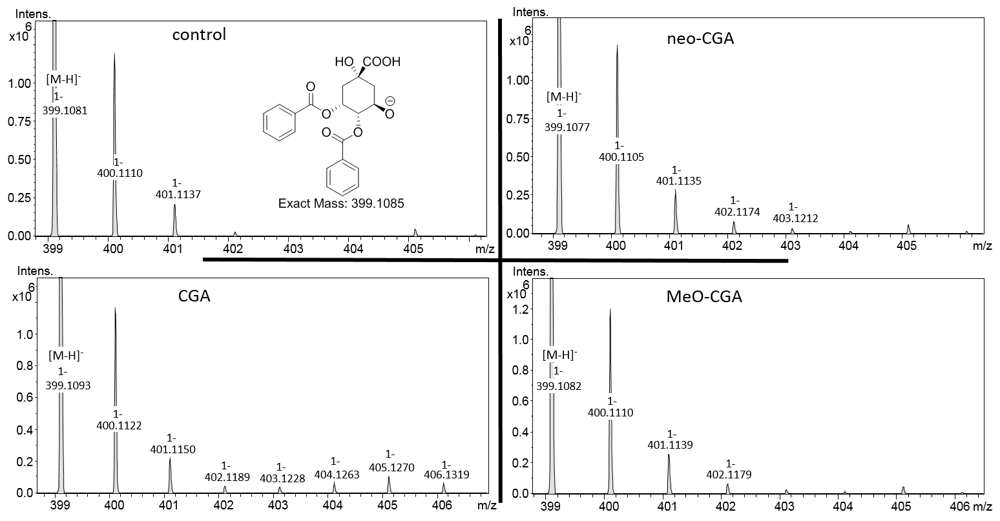 Intens.
6
x10
control
1.00
0.75
0.50
0.25
0.00
[M-H]-
1-
399.1081
1-
400.1110
1-
401.1137
HO
COOH
O
O
O
O
O
Exact Mass: 399.1085
399 400 401 402 403 404 405 m/z
Intens.
6
x10
neo-CGA
1.00
0.75
0.50
0.25
0.00
[M-H]-
1-
399.1077
1-
400.1105
1-
401.1135
1-
402.1174
1-
403.1212
399 400 401 402 403 404 405 m/z
Intens.
6
x10
CGA
1.0
0.8
0.6
0.4
0.2
0.0
[M-H]-
1-
399.1093
1-
400.1122
1-
401.1150
1-
402.1189
1-
403.1228
1-
404.1263
1-
405.1270
1-
406.1319
399 400 401 402 403 404 405 406 m/z
Intens.
6
x10
MeO-CGA
1.2
1.0
0.8
0.6
0.4
0.2
0.0
[M-H]-
1-
399.1082
1-
400.1110
1-
401.1139
1-
402.1179
399 400 401 402 403 404 405 406 m/z